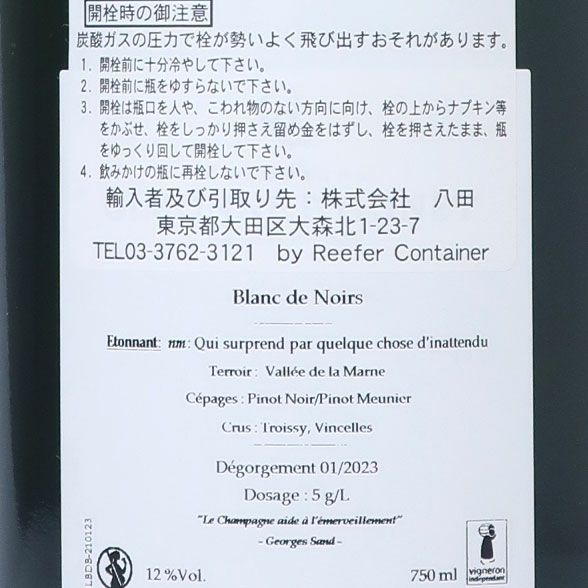 開栓時の御注意
炭酸ガスの圧力で栓が勢いよく飛び出すおそれがあります。
1. 開栓前に十分冷やして下さい。
2. 開栓前に瓶をゆすらないで下さい。
3. 開栓は瓶口を人や、こわれ物のない方向に向け、栓の上からナプキン等
をかぶせ、栓をしっかり押さえ留め金をはずし、栓を押さえたまま、瓶
をゆっくり回して開栓して下さい。
4. 飲みかけの瓶に再栓しないで下さい。
輸入者及び引取り先：株式会社 八田
東京都大田区大森北1-23-7
TEL03-3762-3121 by Reefer Container
Blanc de Noirs
Etonnant: nm: Qui surprend par quelque chose d'inattendu
Terroir : Vallée de la Marne
Cépages : Pinot Noir/Pinot Meunier
Crus : Troissy, Vincelles
Dégorgement 01/2023
Dosage : 5 g/L
"Le Champagne aide à l'émerveillement"
- Georges Sand -
LBDB-210123
12 %Vol.
750 ml
vigneron
indépendant